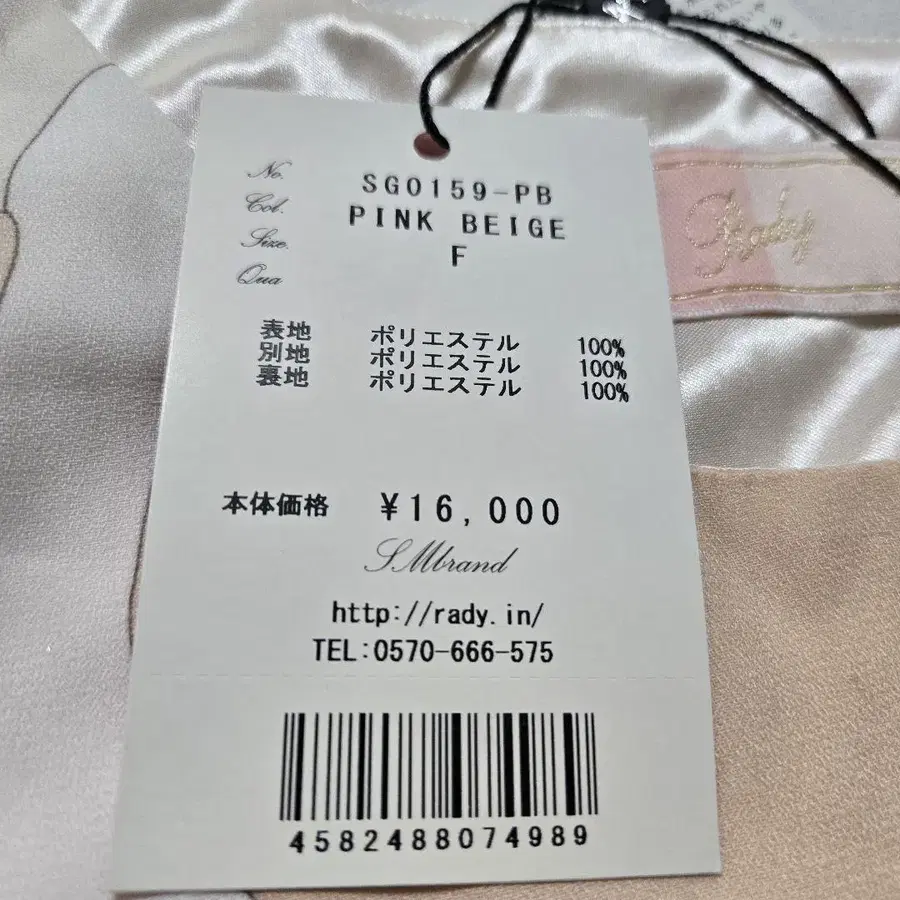 No. SG0159-PB
Col. PINK BEIGE
Size. F
Qua
表地 ポリエステル 100%
別地 ポリエステル 100%
裏地 ポリエステル 100%
本体価格 ¥16,000
SMbrand
http://rady.in/
TEL:0570-666-575
4582488074989
Rady